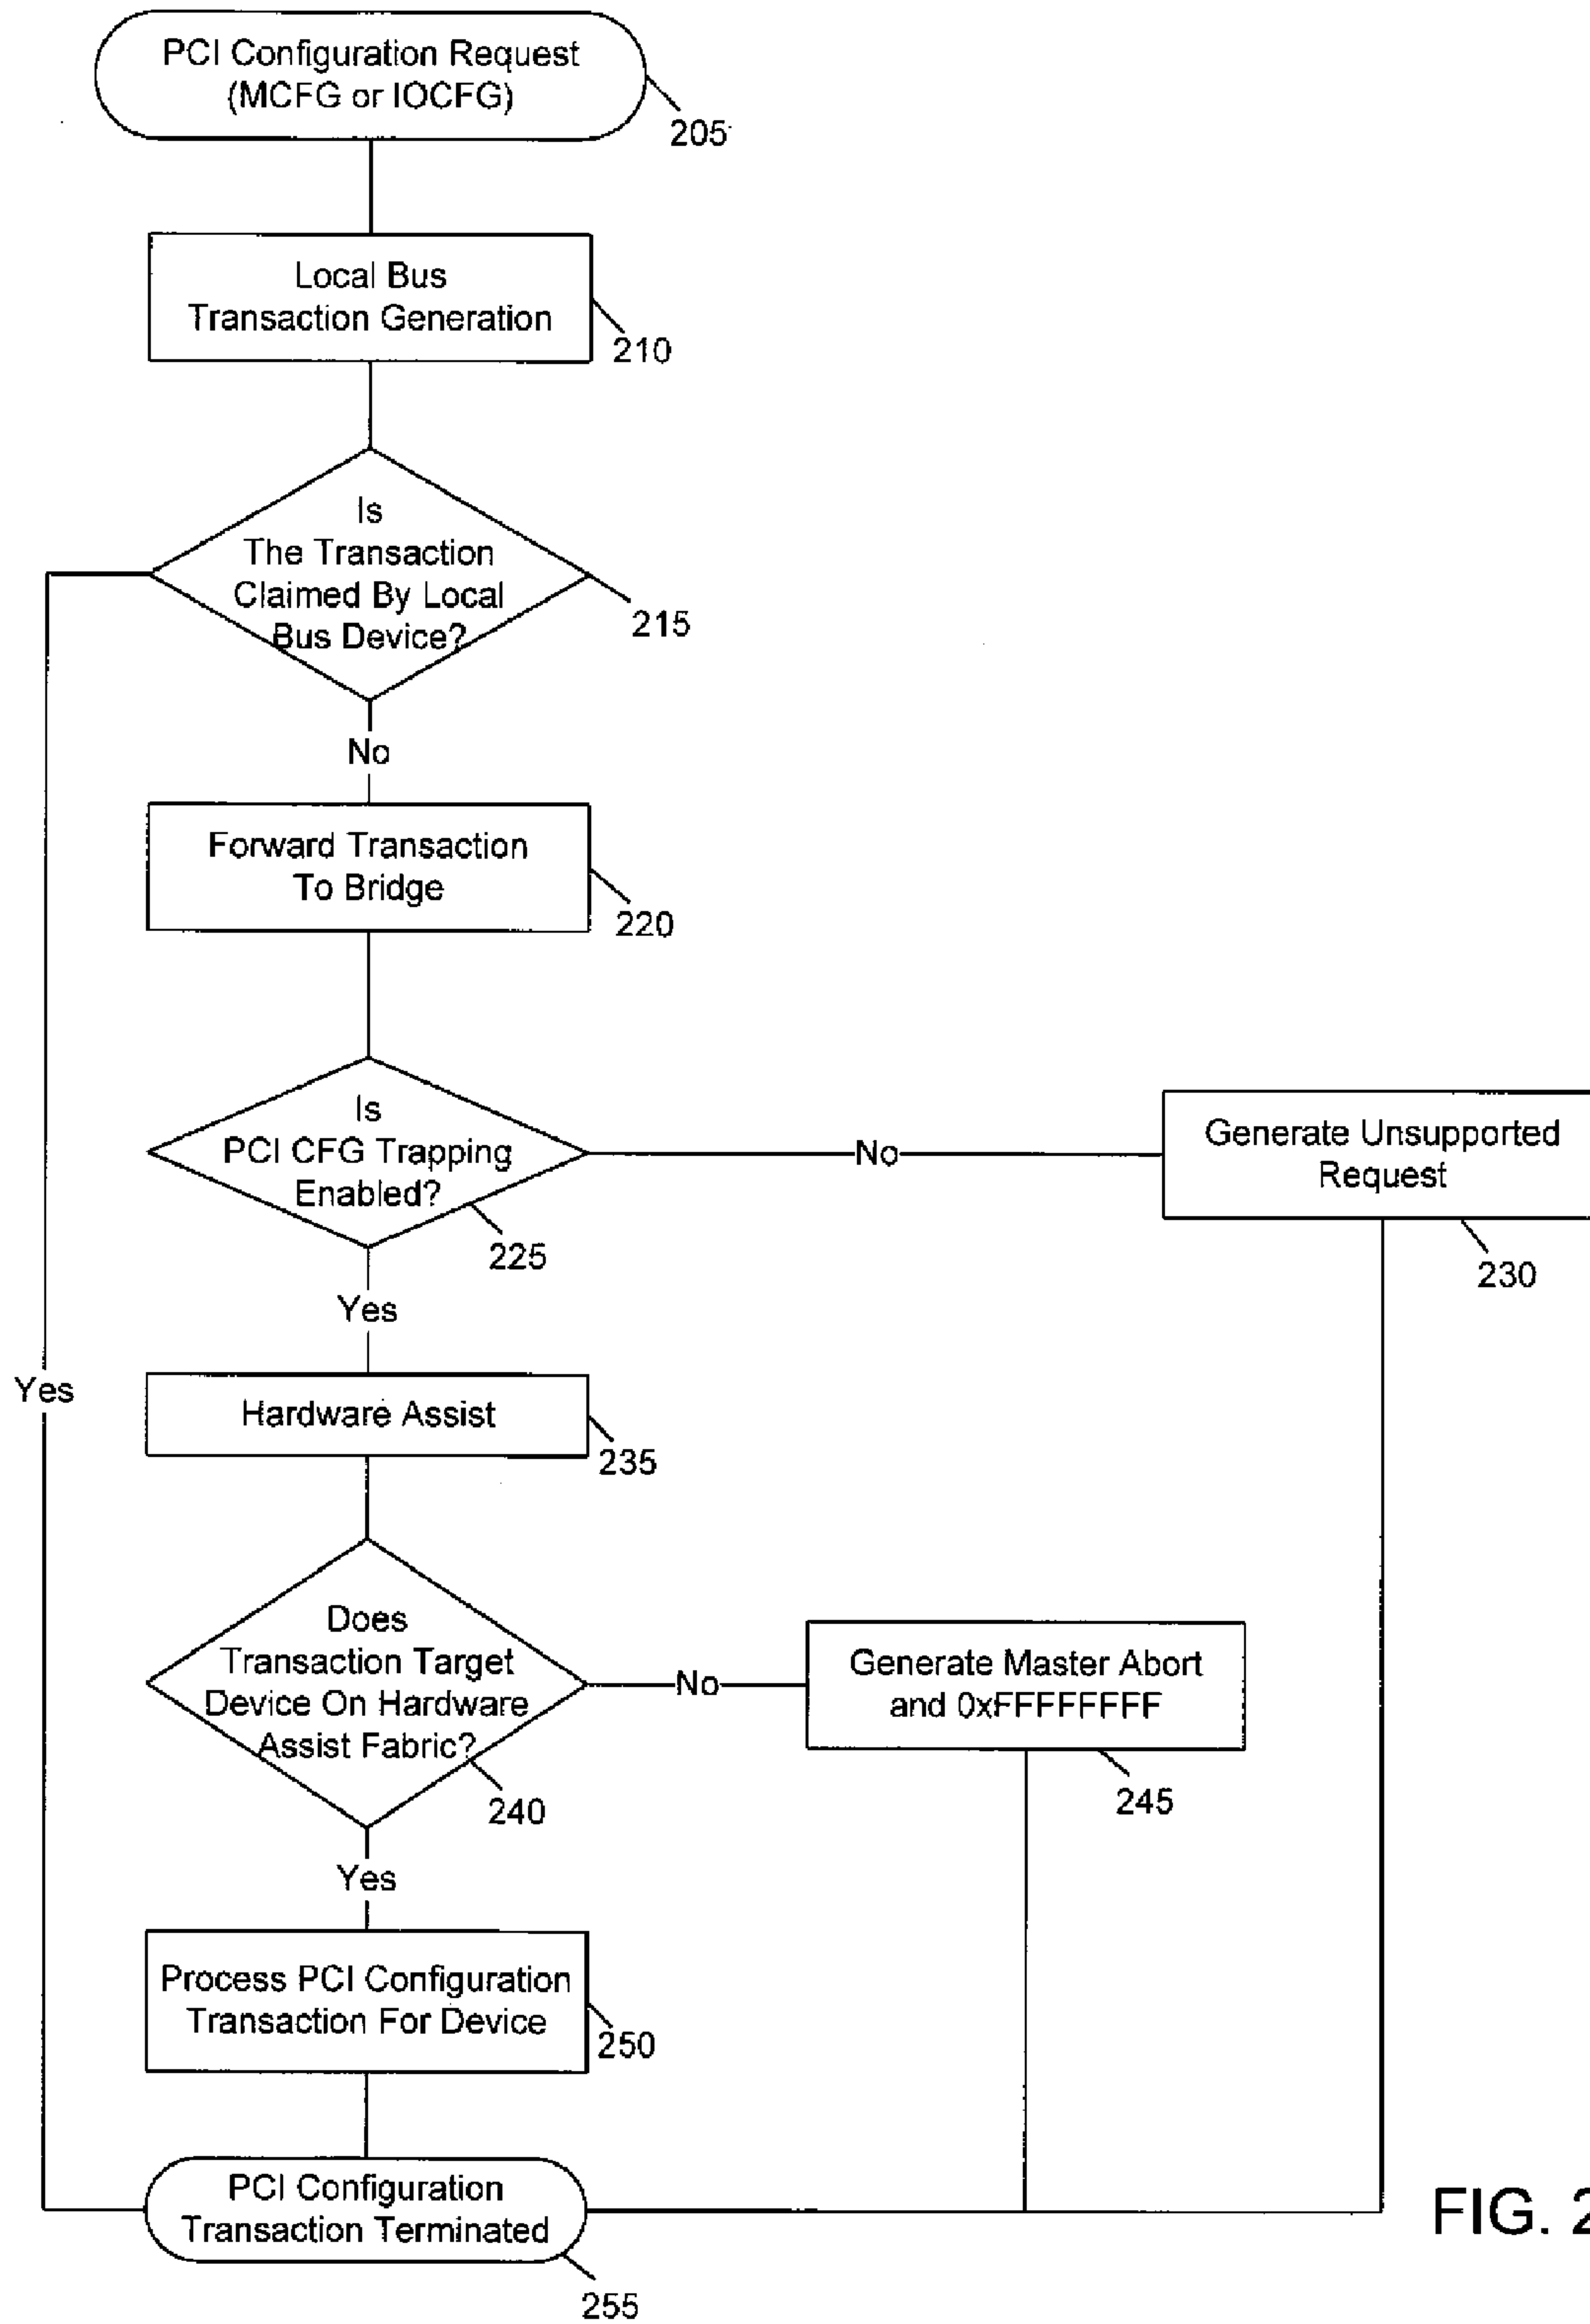 PCI Configuration Request
(MCFG or IOCFG)
205
Local Bus
Transaction Generation
210
Is
The Transaction
Claimed By Local
Bus Device?
215
No
Forward Transaction
To Bridge
220
Is
PCI CFG Trapping
Enabled?
225
No
Generate Unsupported
Request
230
Yes
Yes
Hardware Assist
235
Does
Transaction Target
Device On Hardware
Assist Fabric?
240
No
Generate Master Abort
and 0xFFFFFFFF
245
Yes
Process PCI Configuration
Transaction For Device
250
PCI Configuration
Transaction Terminated
255
FIG. 2